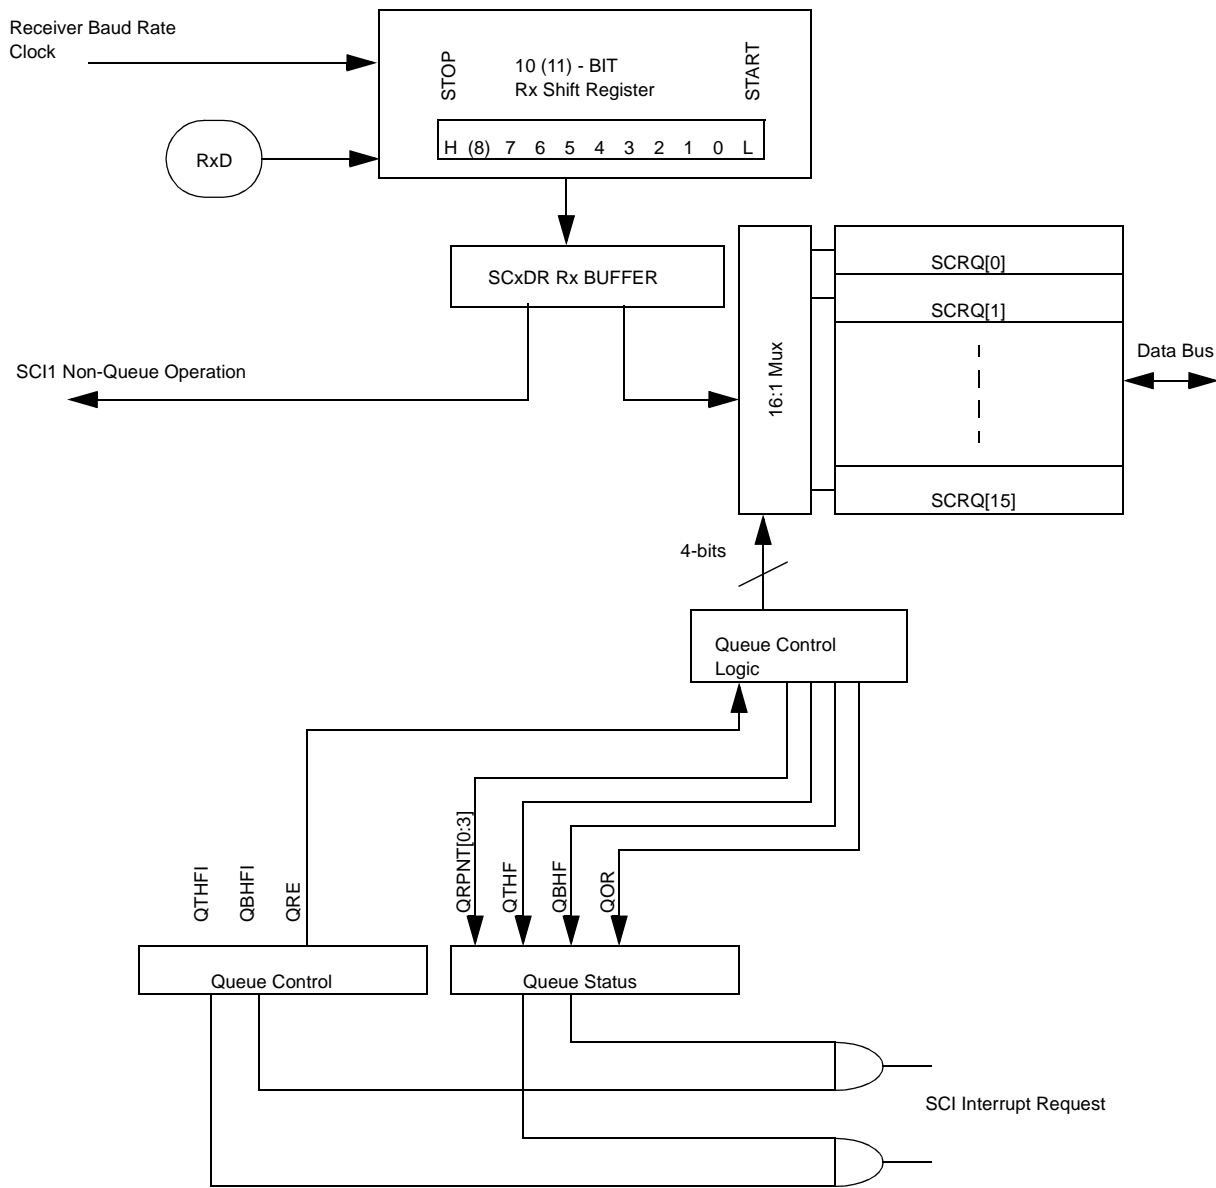 Receiver Baud Rate
Clock
STOP
10 (11) - BIT
Rx Shift Register
START
H (8) 7 6 5 4 3 2 1 0 L
RxD
SCxDR Rx BUFFER
SCI1 Non-Queue Operation
16:1 Mux
SCRQ[0]
SCRQ[1]
SCRQ[15]
Data Bus
4-bits
Queue Control
Logic
QTHFI
QBHFI
QRE
QRPNT[0:3]
QTHF
QBHF
QOR
Queue Control
Queue Status
SCI Interrupt Request